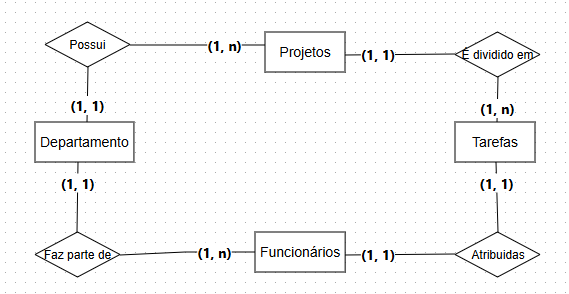 Possui
(1, n)
Projetos
(1, 1)
É dividido em
(1, 1)
(1, n)
Departamento
Tarefas
(1, 1)
(1, 1)
Faz parte de
(1, n)
Funcionários
(1, 1)
Atribuídas